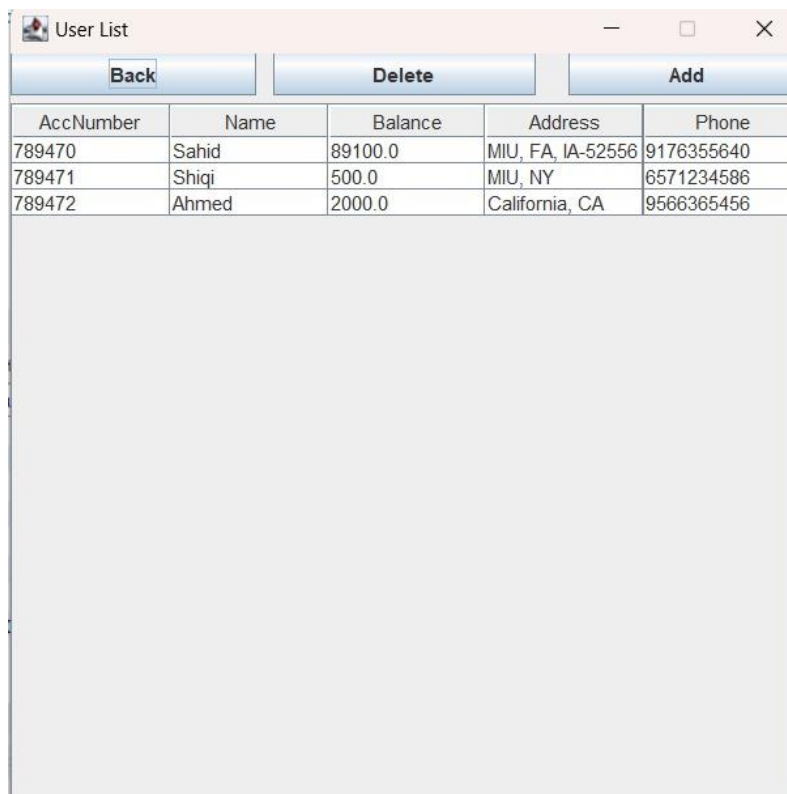 User List
Back Delete Add
AccNumber Name Balance Address Phone
789470 Sahid 89100.0 MIU, FA, IA-52556 9176355640
789471 Shiqi 500.0 MIU, NY 6571234586
789472 Ahmed 2000.0 California, CA 9566365456